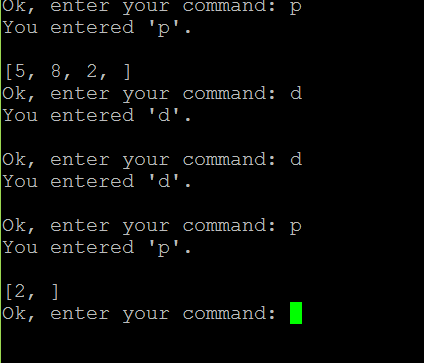 Ok, enter your command: p
You entered 'p'.
[5, 8, 2, ]
Ok, enter your command: d
You entered 'd'.
Ok, enter your command: d
You entered 'd'.
Ok, enter your command: p
You entered 'p'.
[2, ]
Ok, enter your command: